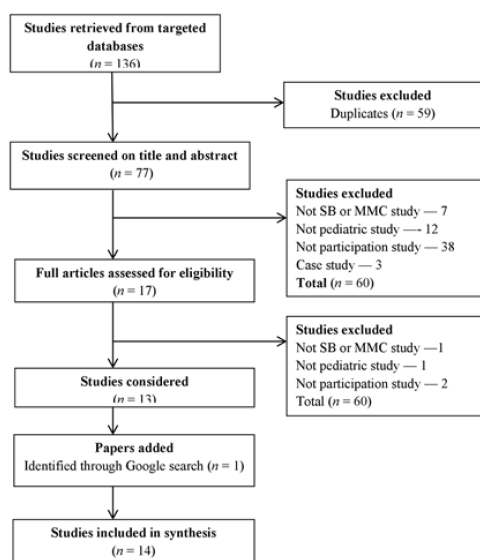 Studies retrieved from targeted
databases
(n = 136)
Studies excluded
Duplicates (n = 59)
Studies screened on title and abstract
(n = 77)
Studies excluded
Not SB or MMC study — 7
Not pediatric study —- 12
Not participation study — 38
Case study — 3
Total (n = 60)
Full articles assessed for eligibility
(n = 17)
Studies excluded
Not SB or MMC study —1
Not pediatric study — 1
Not participation study — 2
Total (n = 60)
Studies considered
(n = 13)
Papers added
Identified through Google search (n = 1)
Studies included in synthesis
(n = 14)